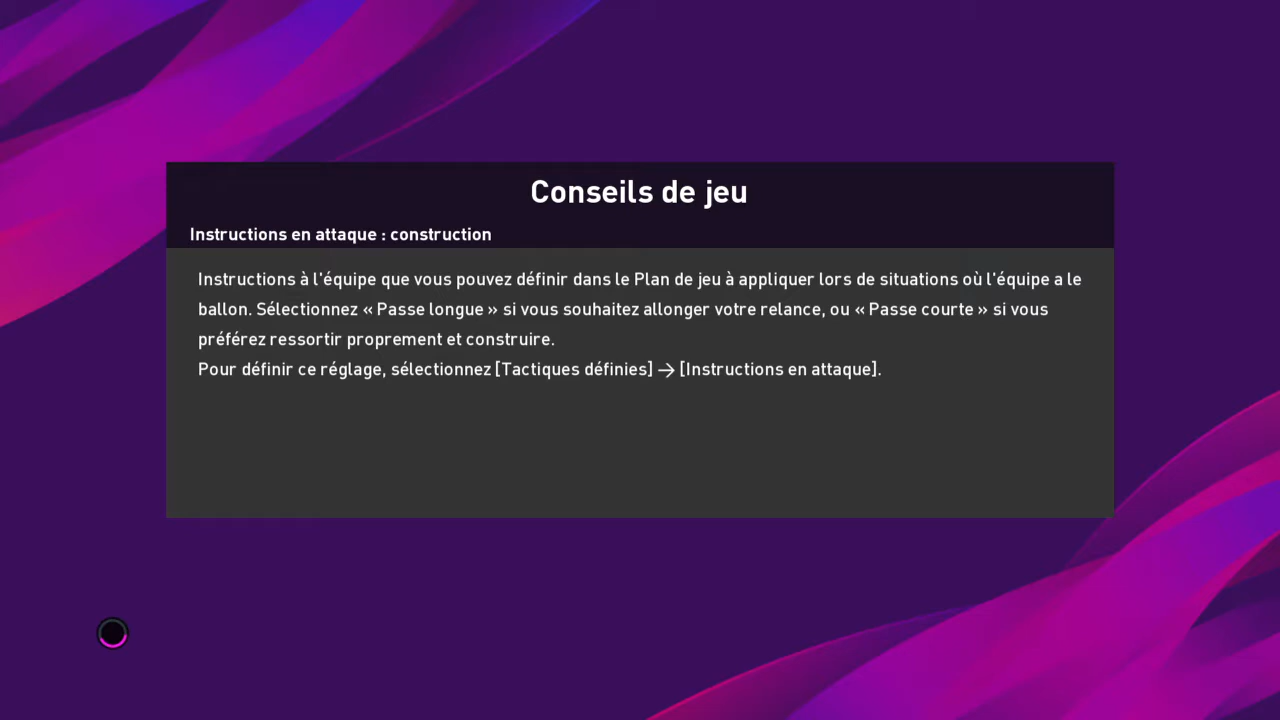 Conseils de jeu
Instructions en attaque : construction
Instructions à l'équipe que vous pouvez définir dans le Plan de jeu à appliquer lors de situations où l'équipe a le
ballon. Sélectionnez « Passe longue » si vous souhaitez allonger votre relance, ou « Passe courte » si vous
préférez ressortir proprement et construire.
Pour définir ce réglage, sélectionnez [Tactiques définies] → [Instructions en attaque].